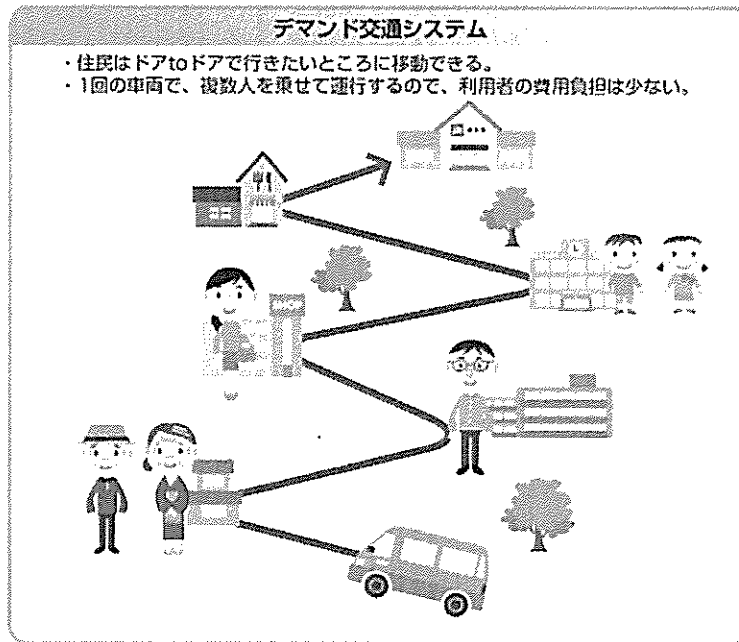 デマンド交通システム
・住民はドアtoドアで行きたいところに移動できる。
・1回の車両で、複数人を乗せて運行するので、利用者の費用負担は少ない。